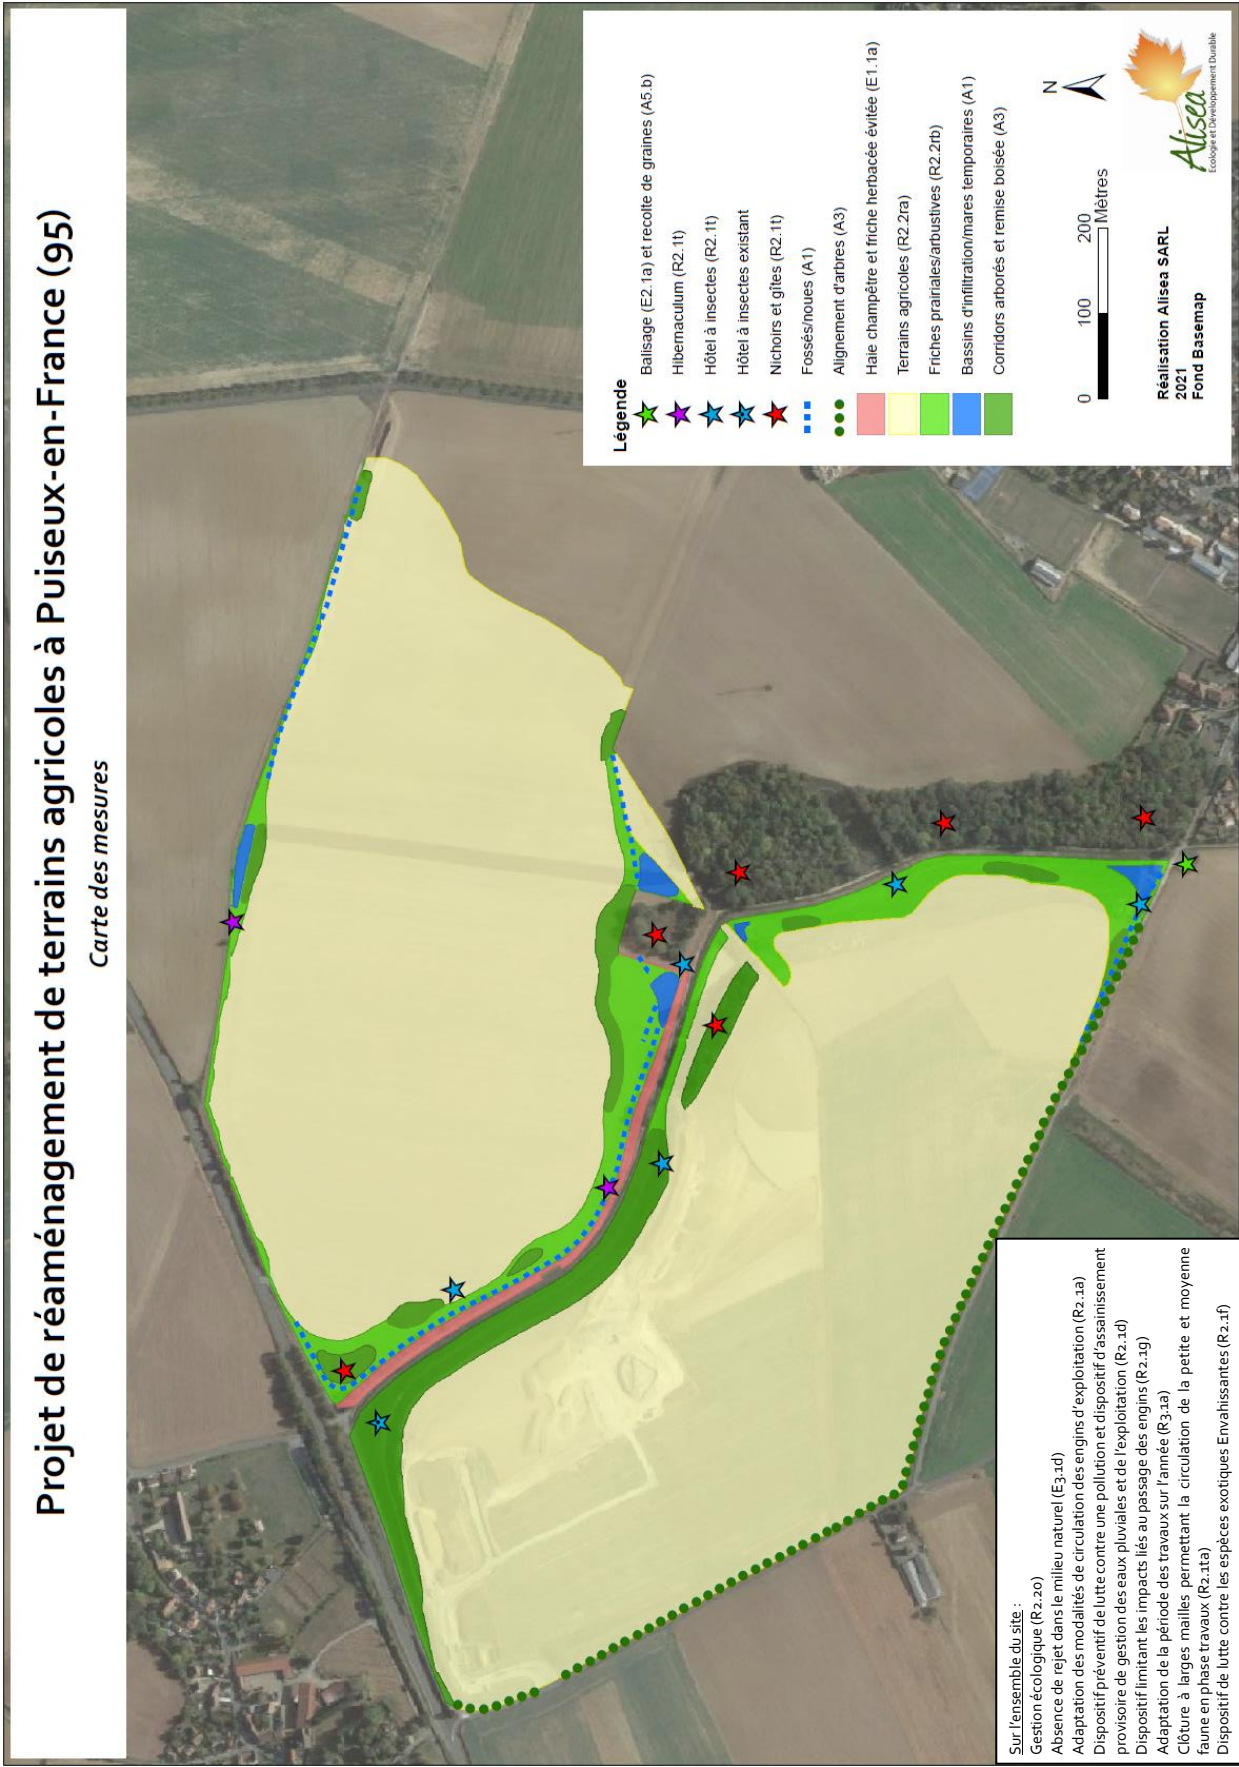 Projet de réaménagement de terrains agricoles à Puiseux-en-France (95)
Carte des mesures
Légende
Balisage (E2.1a) et recolte de graines (A5.b)
Hibernaculum (R2.1t)
Hôtel à insectes (R2.1t)
Hôtel à insectes existant
Nichoirs et gîtes (R2.1t)
Fossés/noues (A1)
Alignement d'arbres (A3)
Haie champêtre et friche herbacée évitée (E1.1a)
Terrains agricoles (R2.2ra)
Friches prairiales/arbustives (R2.2rb)
Bassins d'infiltration/mares temporaires (A1)
Corridors arborés et remise boisée (A3)
N
0 100 200
Mètres
Réalisation Alisea SARL
2021
Fond Basemap
Alisea
Ecologie et Développement Durable
Sur l'ensemble du site :
Gestion écologique (R2.2o)
Absence de rejet dans le milieu naturel (E3.1d)
Adaptation des modalités de circulation des engins d'exploitation (R2.1a)
Dispositif préventif de lutte contre une pollution et dispositif d'assainissement
provisoire de gestion des eaux pluviales et de l'exploitation (R2.1d)
Dispositif limitant les impacts liés au passage des engins (R2.1g)
Adaptation de la période des travaux sur l'année (R3.1a)
Clôture à larges mailles permettant la circulation de la petite et moyenne
faune en phase travaux (R2.1ta)
Dispositif de lutte contre les espèces exotiques Envahissantes (R2.1f)